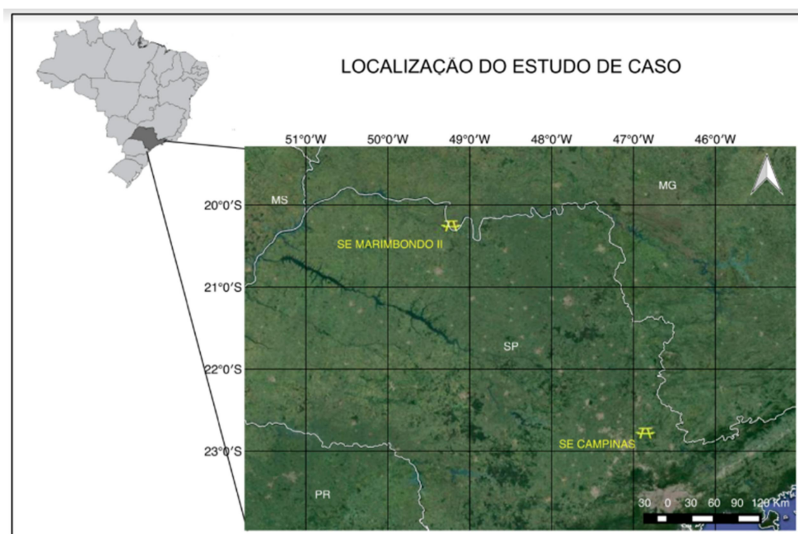 LOCALIZAÇÃO DO ESTUDO DE CASO
51°0'W 50°0'W 49°0'W 48°0'W 47°0'W 46°0'W
MS
MG
20°0'S
SE MARIMBONDO II
21°0'S
SP
22°0'S
SE CAMPINAS
23°0'S
PR
30 0 30 60 90 120 Km